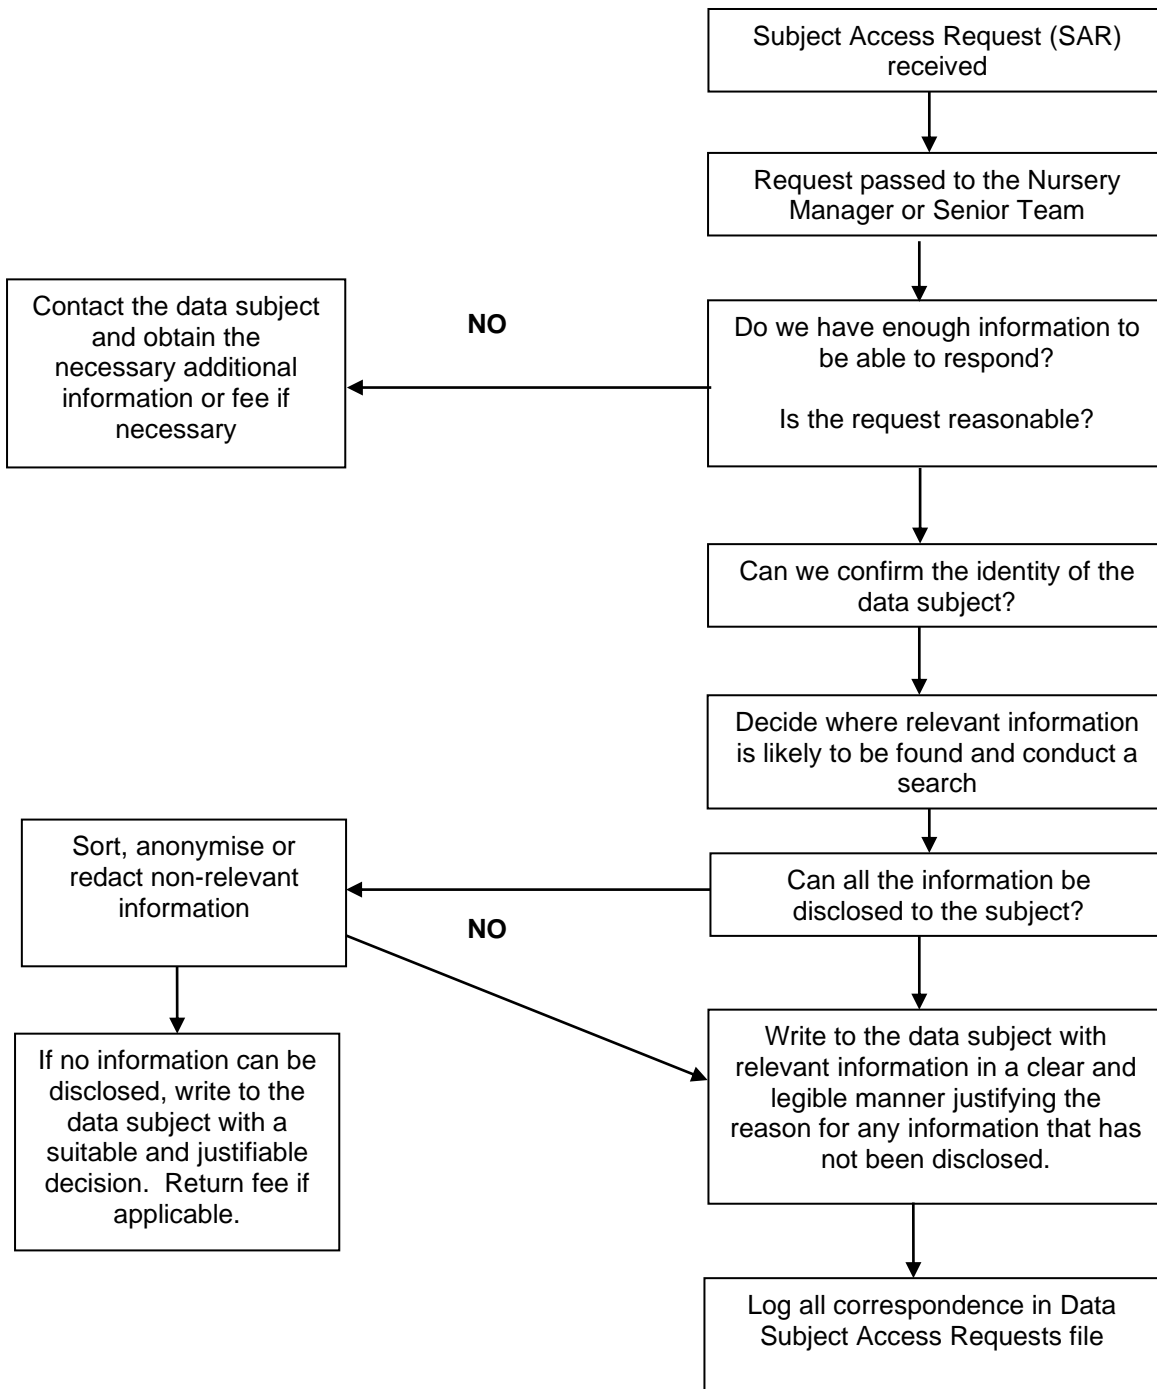 Subject Access Request (SAR)
received
Request passed to the Nursery
Manager or Senior Team
Contact the data subject
and obtain the
necessary additional
information or fee if
necessary
NO
Do we have enough information to
be able to respond?
Is the request reasonable?
Can we confirm the identity of the
data subject?
Decide where relevant information
is likely to be found and conduct a
search
Sort, anonymise or
redact non-relevant
information
NO
Can all the information be
disclosed to the subject?
If no information can be
disclosed, write to the
data subject with a
suitable and justifiable
decision.  Return fee if
applicable.
Write to the data subject with
relevant information in a clear and
legible manner justifying the
reason for any information that has
not been disclosed.
Log all correspondence in Data
Subject Access Requests file